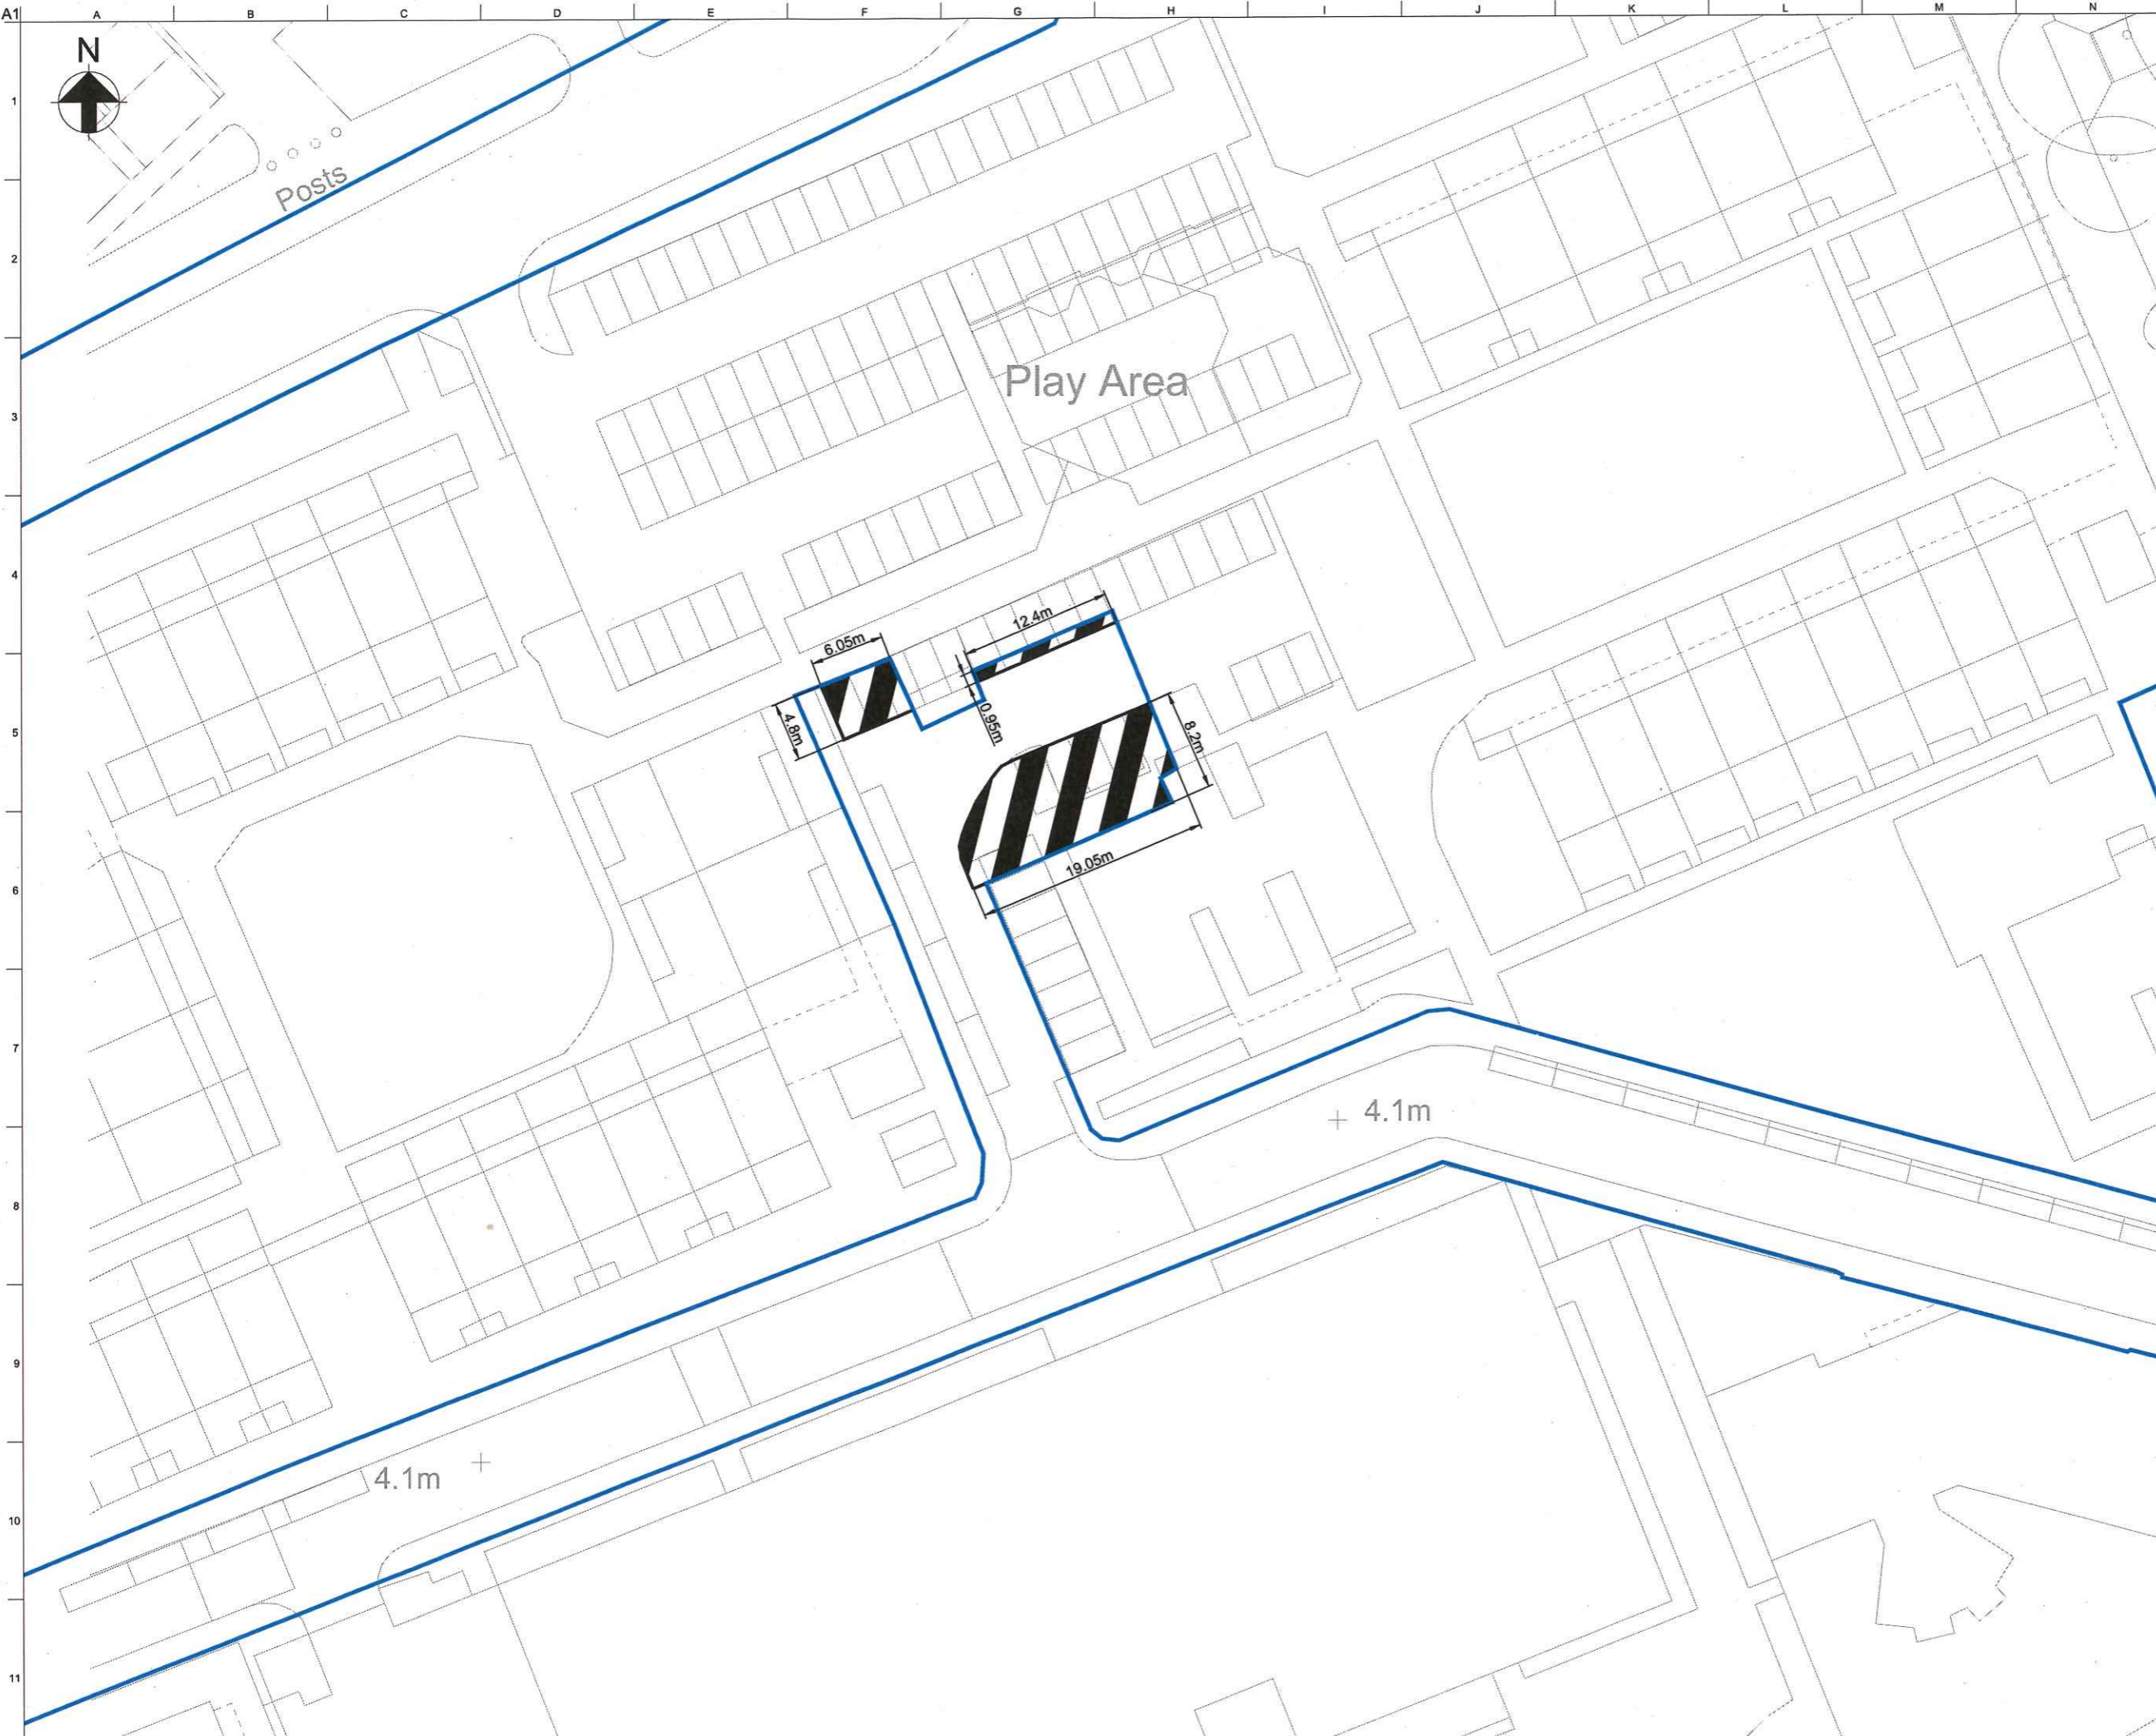 A1 A B C D E F G H I J K L M N
N
1
Posts
2
Play Area
3
4
12.4m
6.05m
4.8m
0.95m
8.2m
5
19.05m
6
7
4.1m
8
9
4.1m
10
11